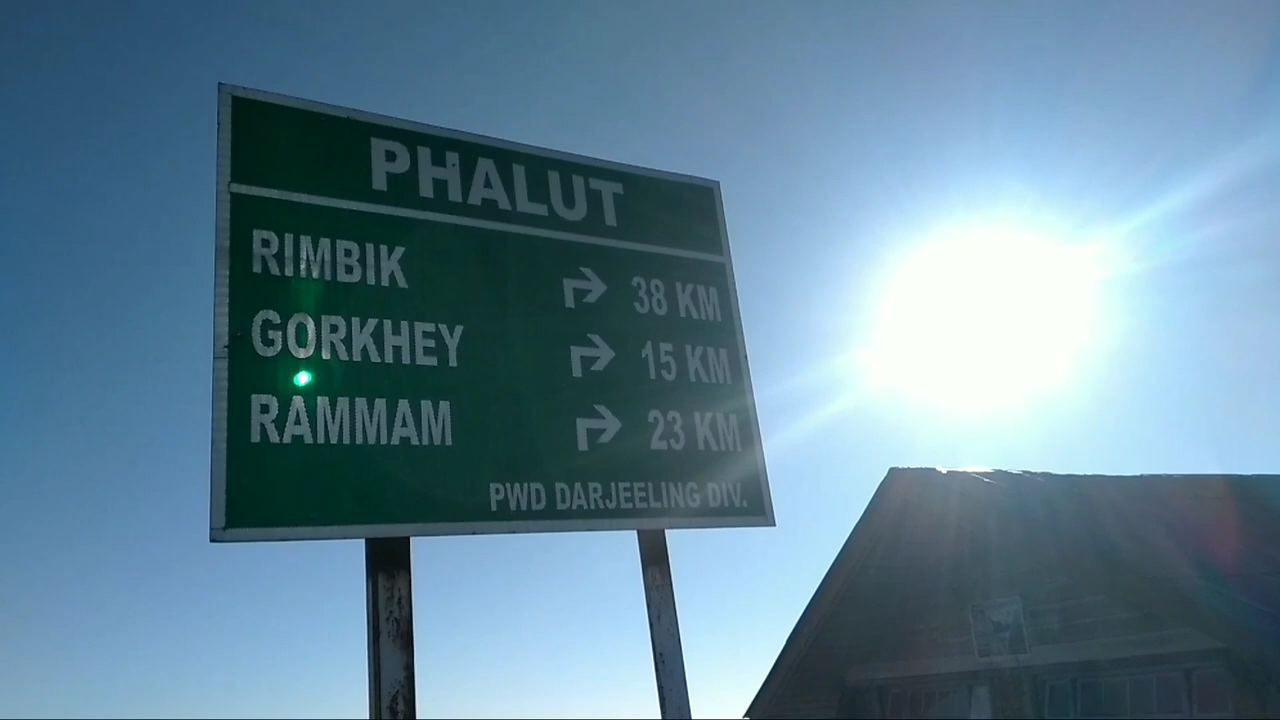 PHALUT
RIMBIK 38 KM
GORKHEY 15 KM
RAMMAM 23 KM
PWD DARJEELING DIV.